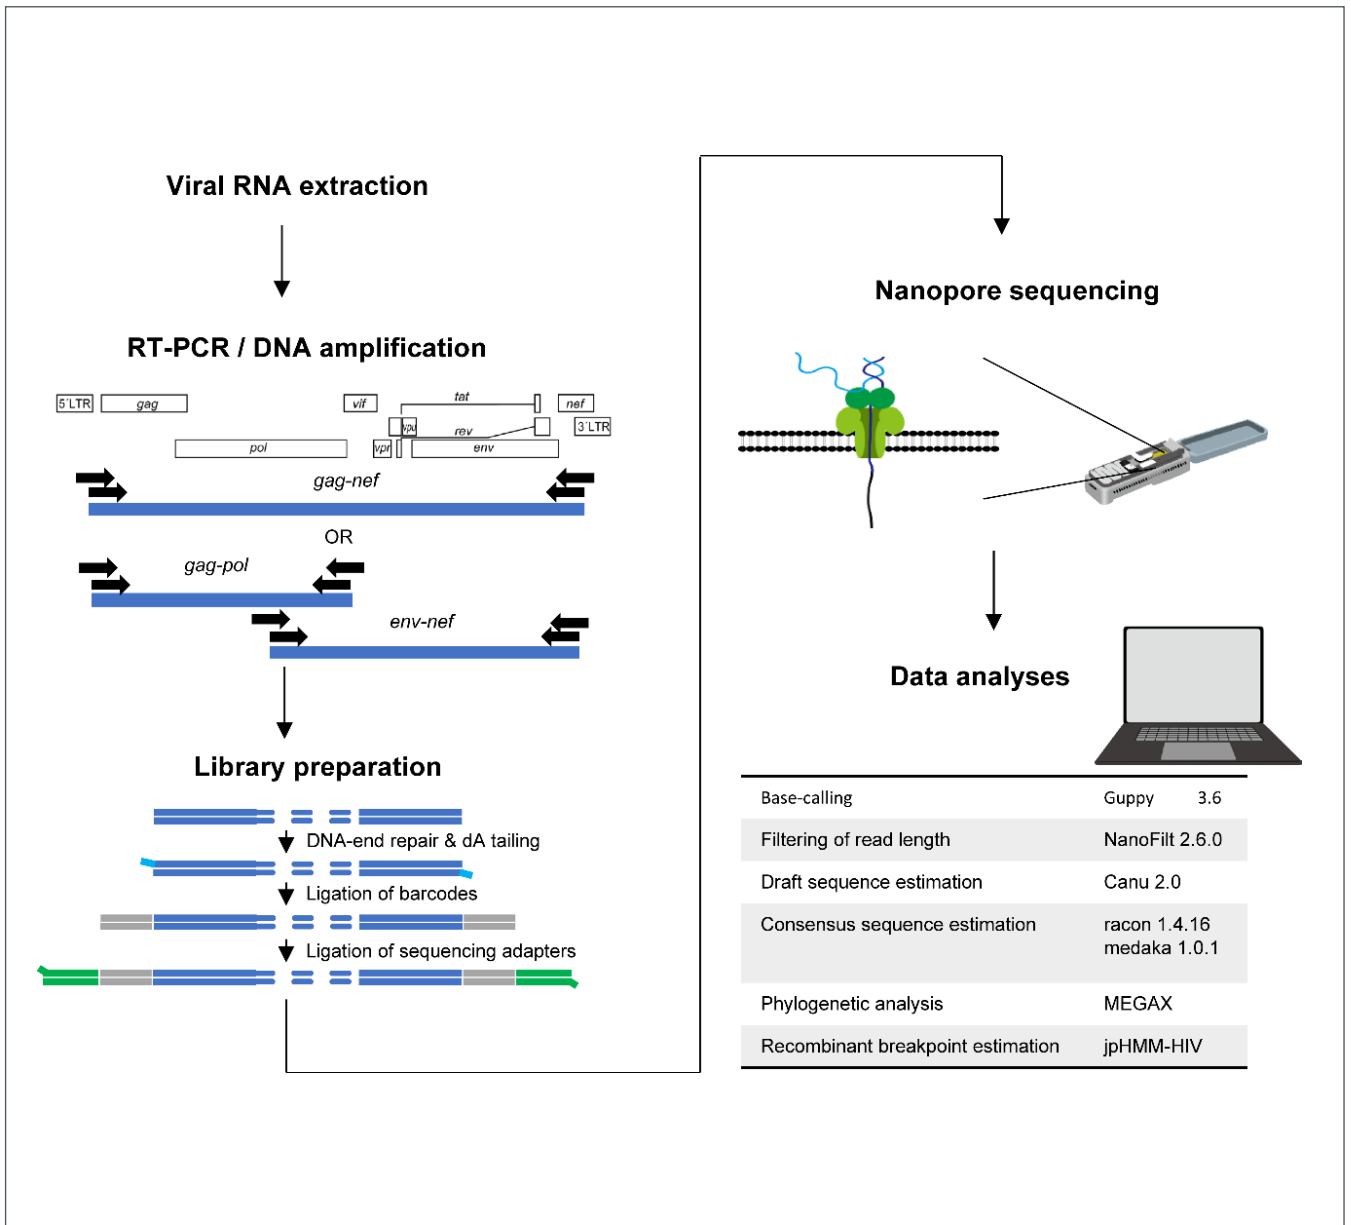 Viral RNA extraction
RT-PCR / DNA amplification
5´LTR gag vif tat nef
vpu rev 3´LTR
pol vpr env
gag-nef
OR
gag-pol
env-nef
Library preparation
DNA-end repair & dA tailing
Ligation of barcodes
Ligation of sequencing adapters
Nanopore sequencing
Data analyses
Base-calling Guppy 3.6
Filtering of read length NanoFilt 2.6.0
Draft sequence estimation Canu 2.0
Consensus sequence estimation racon 1.4.16
medaka 1.0.1
Phylogenetic analysis MEGAX
Recombinant breakpoint estimation jpHMM-HIV